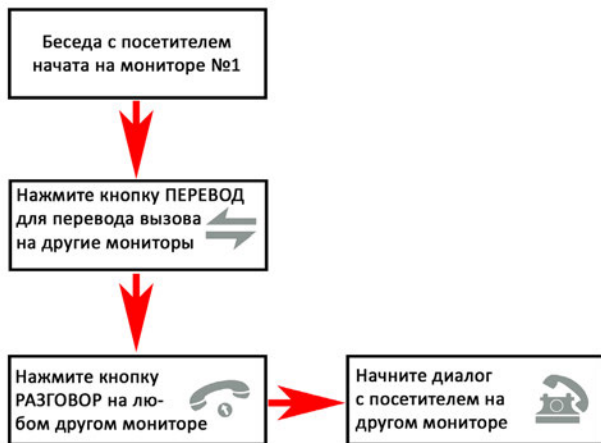 Беседа с посетителем
начата на мониторе №1
Нажмите кнопку ПЕРЕВОД
для перевода вызова
на другие мониторы
Нажмите кнопку
РАЗГОВОР на лю-
бом другом мониторе
Начните диалог
с посетителем на
другом мониторе